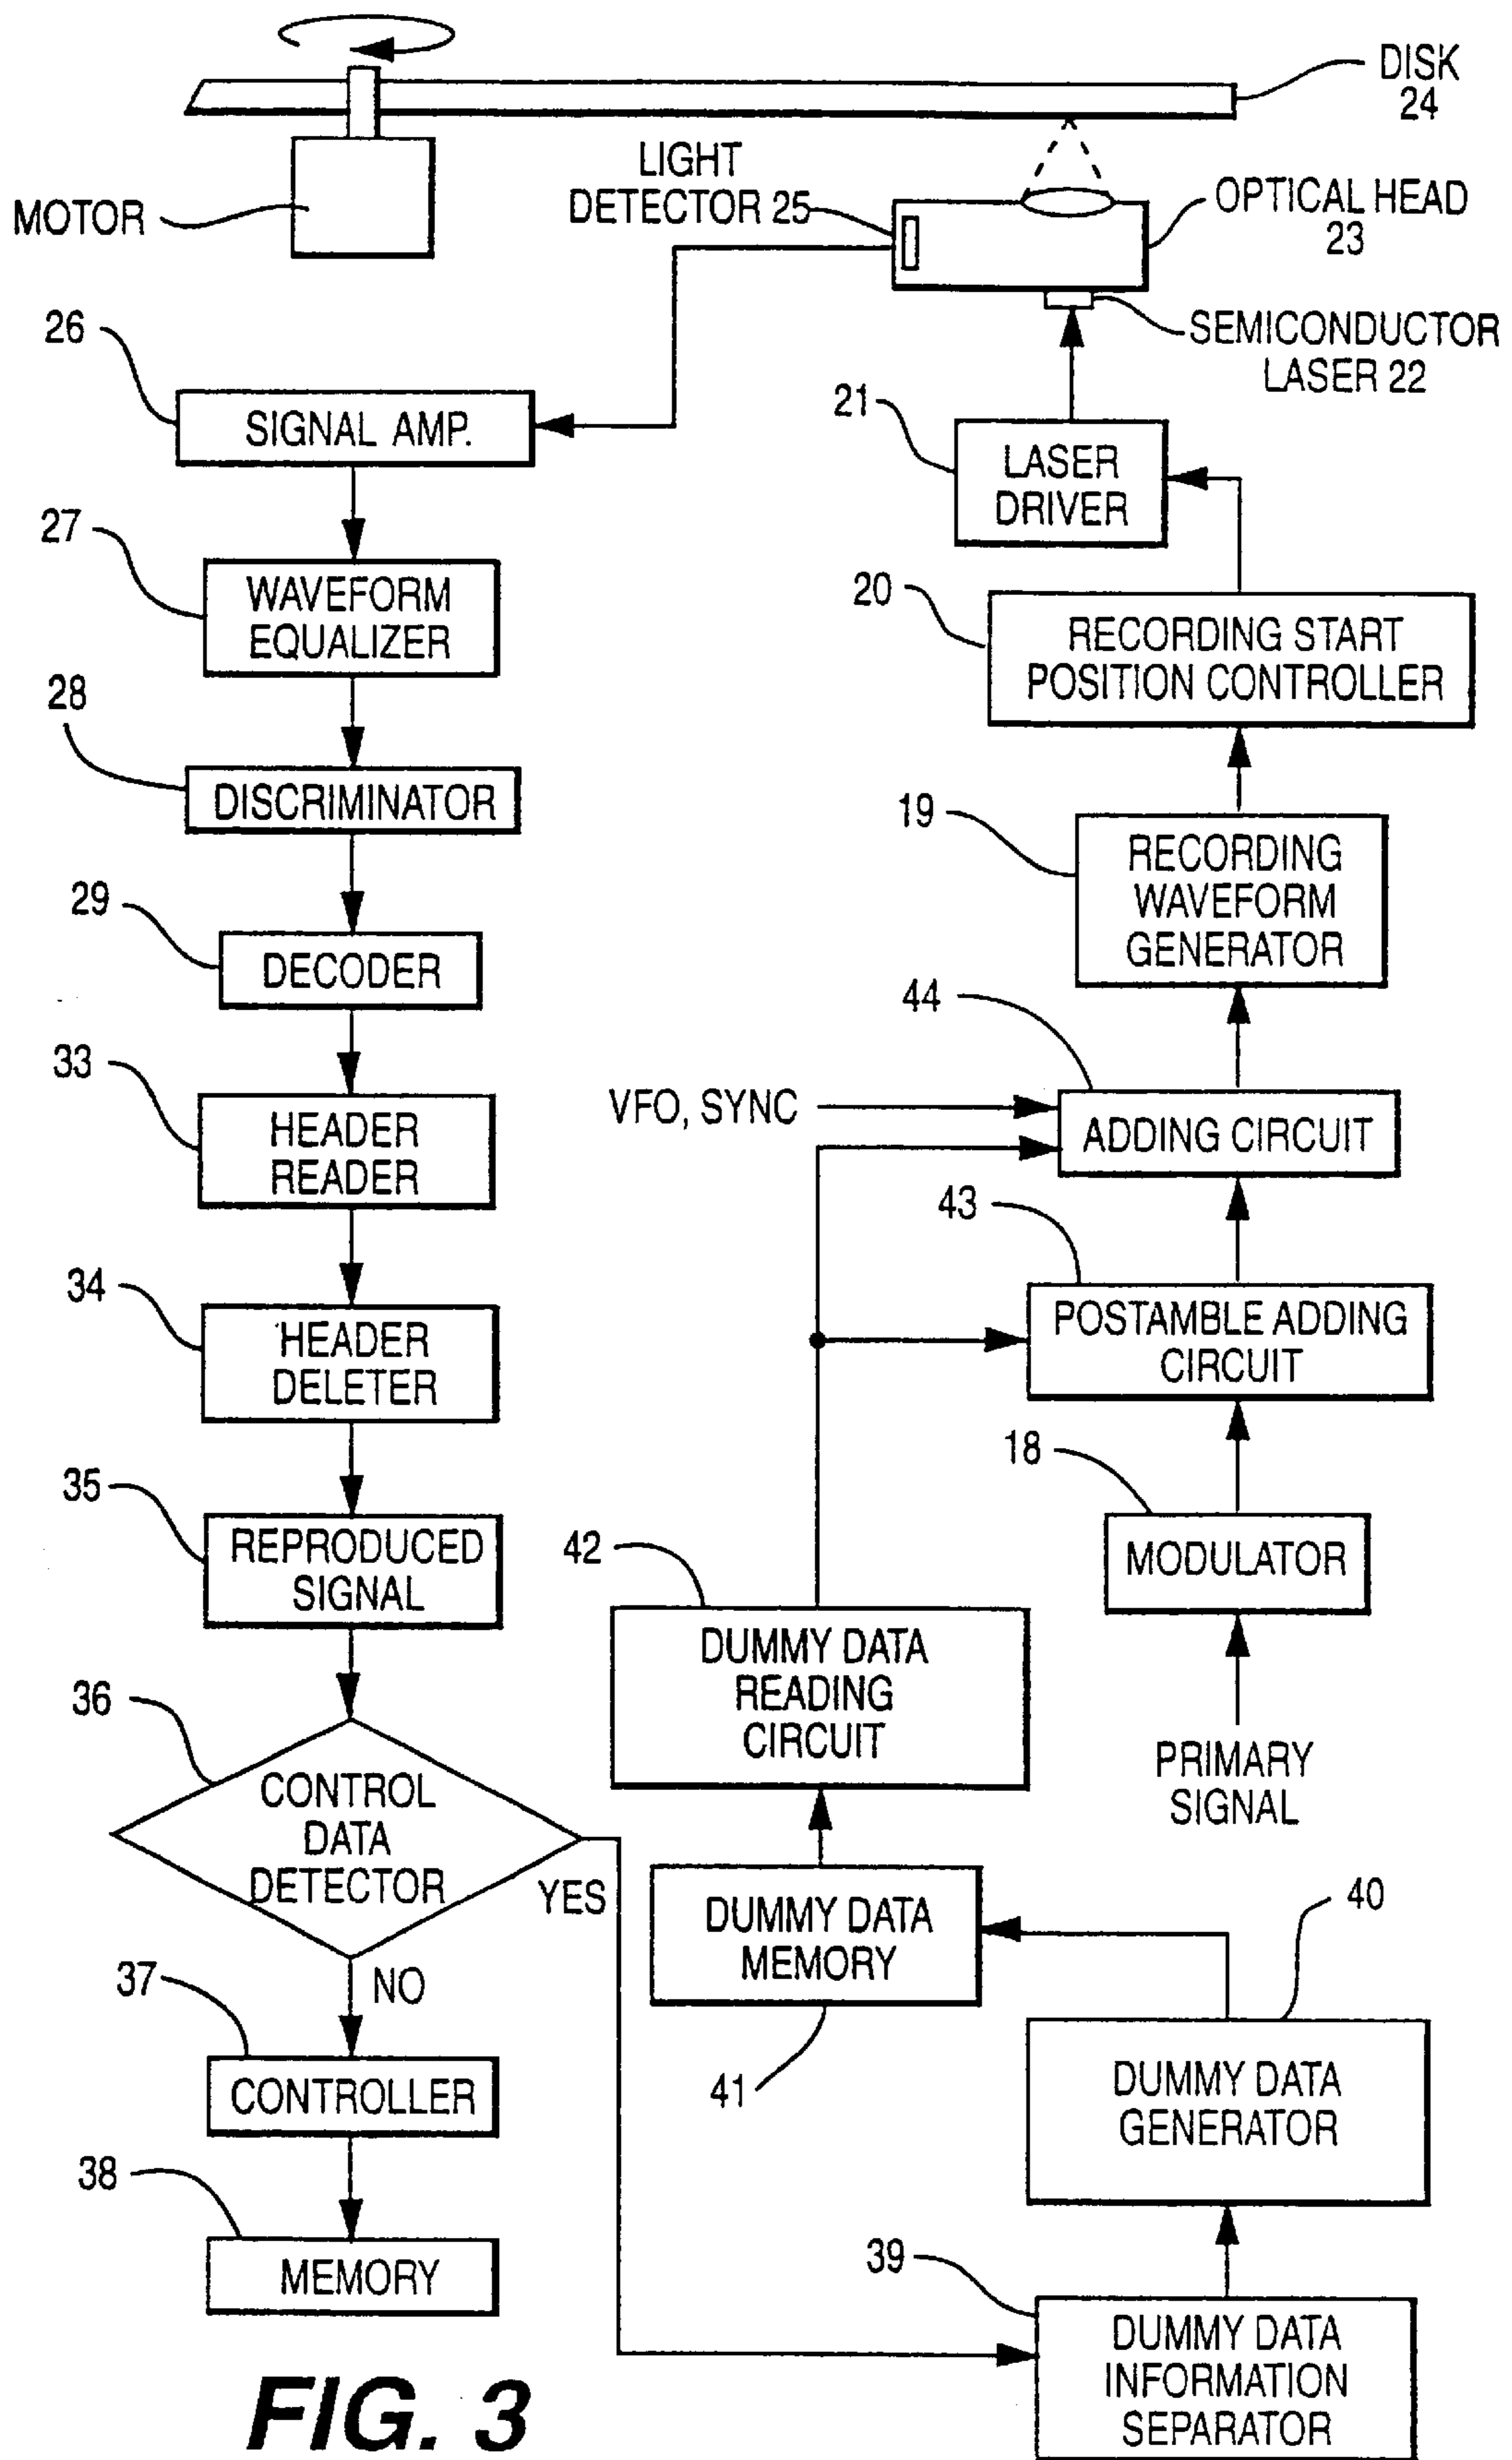 DISK
24
LIGHT
DETECTOR 25
MOTOR
OPTICAL HEAD
23
SEMICONDUCTOR
LASER 22
26
SIGNAL AMP.
21
LASER
DRIVER
27
WAVEFORM
EQUALIZER
20
RECORDING START
POSITION CONTROLLER
28
DISCRIMINATOR
19
RECORDING
WAVEFORM
GENERATOR
29
DECODER
44
VFO, SYNC
ADDING CIRCUIT
33
HEADER
READER
43
POSTAMBLE ADDING
CIRCUIT
34
HEADER
DELETER
18
MODULATOR
35
REPRODUCED
SIGNAL
42
DUMMY DATA
READING
CIRCUIT
PRIMARY
SIGNAL
36
CONTROL
DATA
DETECTOR
YES
NO
DUMMY DATA
MEMORY
41
40
DUMMY DATA
GENERATOR
37
CONTROLLER
38
MEMORY
39
DUMMY DATA
INFORMATION
SEPARATOR
FIG. 3